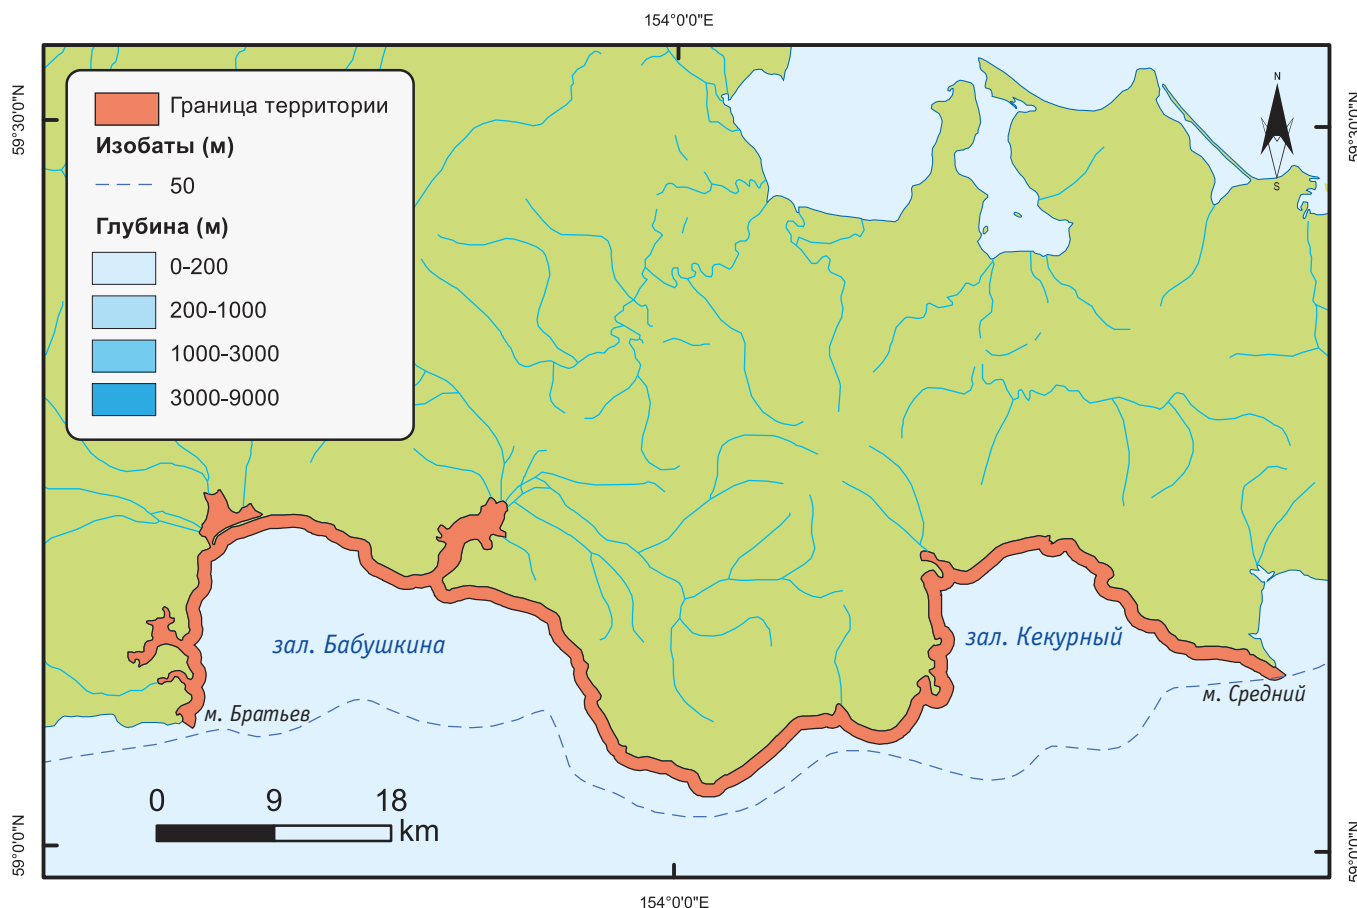 154°0'0"E
59°30'0"N
59°30'0"N
N
S
Граница территории
Изобаты (м)
50
Глубина (м)
0-200
200-1000
1000-3000
3000-9000
зал. Бабушкина
зал. Кекурный
м. Братьев
м. Средний
0 9 18
km
59°0'0"N
59°0'0"N
154°0'0"E